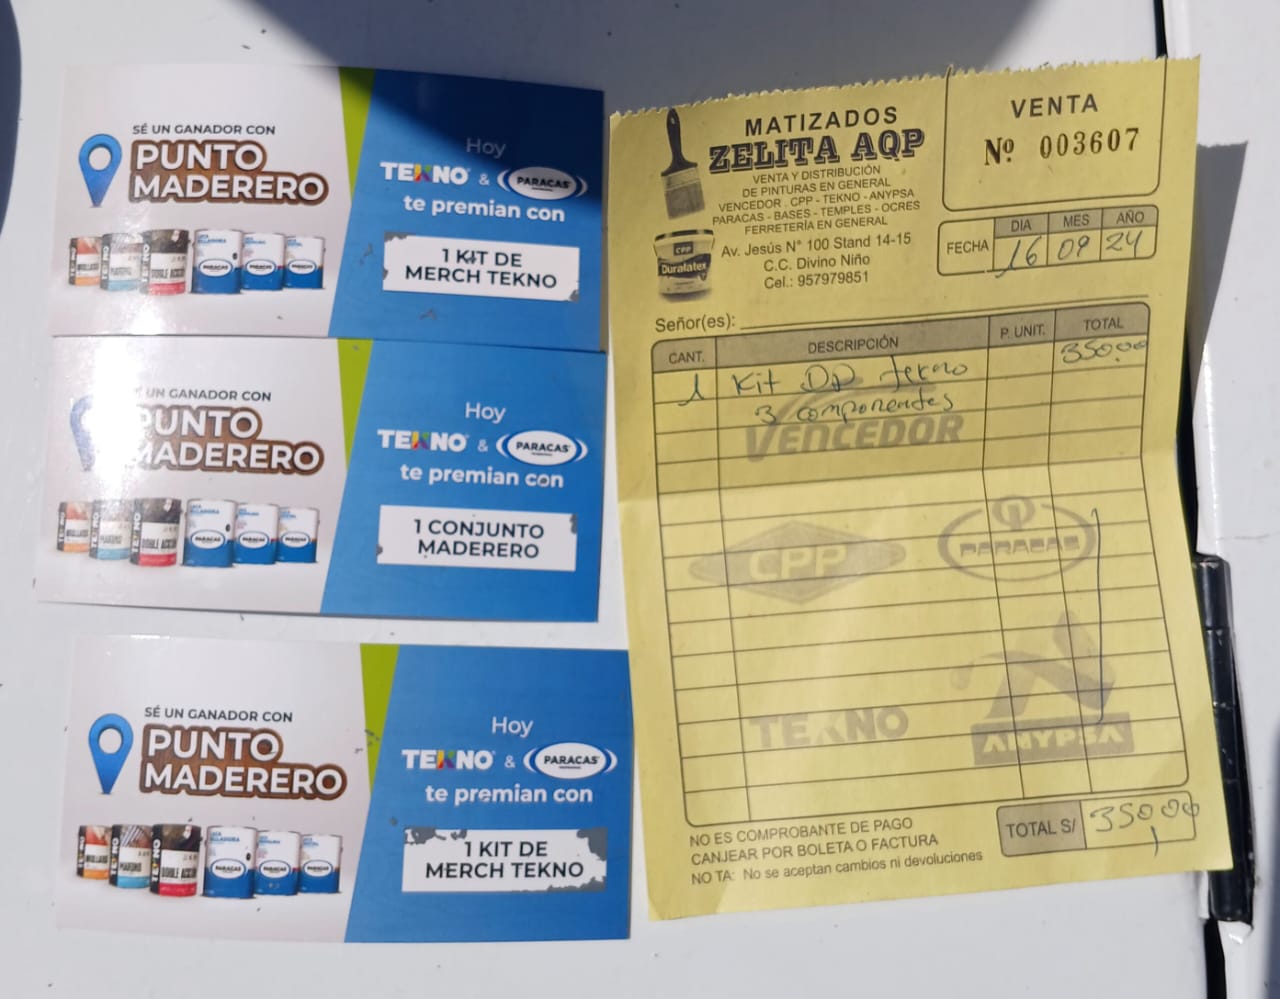 SÉ UN GANADOR CON
PUNTO
MADERERO
Hoy
TEKNO & PARACAS
te premian con
1 KIT DE
MERCH TEKNO
UN GANADOR CON
PUNTO
MADERERO
Hoy
TEKNO & PARACAS
te premian con
1 CONJUNTO
MADERERO
SÉ UN GANADOR CON
PUNTO
MADERERO
Hoy
TEKNO & PARACAS
te premian con
1 KIT DE
MERCH TEKNO
MATIZADOS
ZELITA AQP
VENTA Y DISTRIBUCIÓN
DE PINTURAS EN GENERAL
VENCEDOR . CPP - TEKNO - ANYPSA
PARACAS - BASES - TEMPLES - OCRES
FERRETERÍA EN GENERAL
Av. Jesús N° 100 Stand 14-15
C.C. Divino Niño
Cel.: 957979851
CPP
Duralatex
VENTA
Nº 003607
FECHA
DIA MES AÑO
16 09 24
Señor(es):
CANT. DESCRIPCIÓN P. UNIT. TOTAL
1 Kit DD tekno 350.00
3 componentes
VENCEDOR
CPP
PARACAS
TEKNO
ANYPSA
NO ES COMPROBANTE DE PAGO
CANJEAR POR BOLETA O FACTURA
NO TA: No se aceptan cambios ni devoluciones
TOTAL S/ 350,00